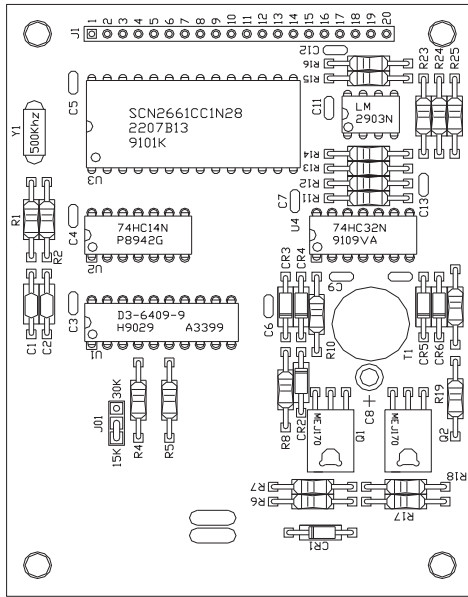 J1
1 2 3 4 5 6 7 8 9 10 11 12 13 14 15 16 17 18 19 20
C12
R16
R15
R23
R24
R25
C5
SCN2661CC1N28
2207B13
9101K
U3
C11
LM
2903N
Y1
500Khz
R14
R13
R12
R11
C13
C7
R1
R2
C4
74HC14N
P8942G
U2
U4
74HC32N
9109VA
CR3
CR4
C9
C1
C2
C3
D3-6409-9
H9029 A3399
U1
C6
R10
T1
CR5
CR6
J01
30K
15K
R4
R5
R8
CR2
C8
+
R19
MEJ170
Q1
MEJ170
Q2
R7
R6
R18
R17
CR1